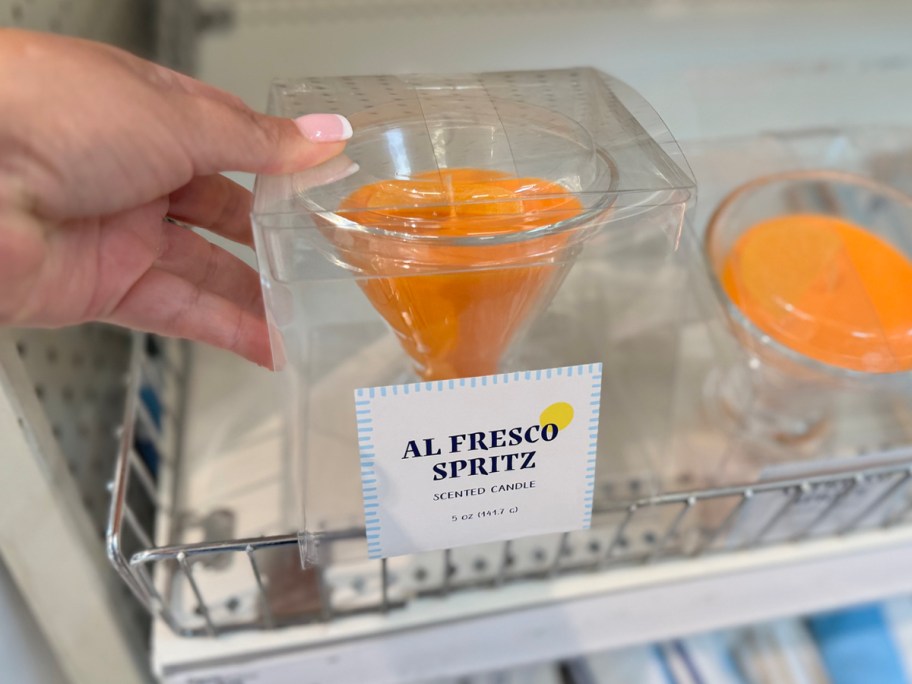 AL FRESCO
SPRITZ
SCENTED CANDLE
5 OZ (141.7 G)